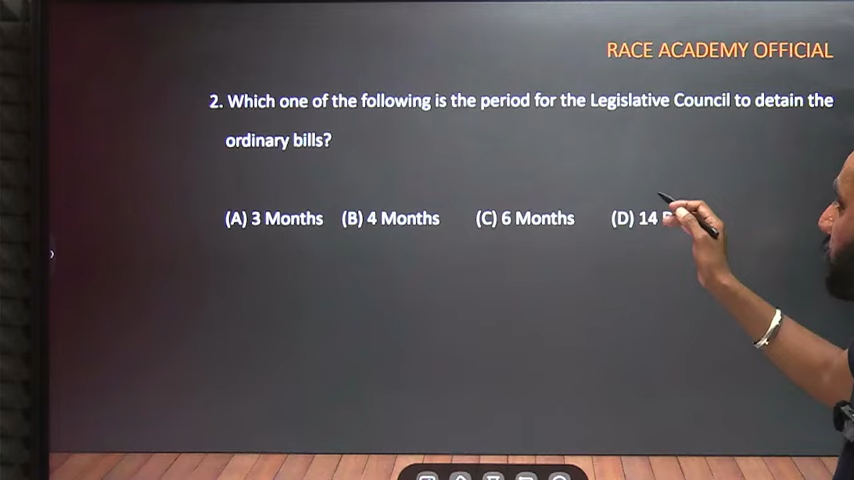 RACE ACADEMY OFFICIAL
2. Which one of the following is the period for the Legislative Council to detain the
ordinary bills?
(A) 3 Months (B) 4 Months (C) 6 Months (D) 14